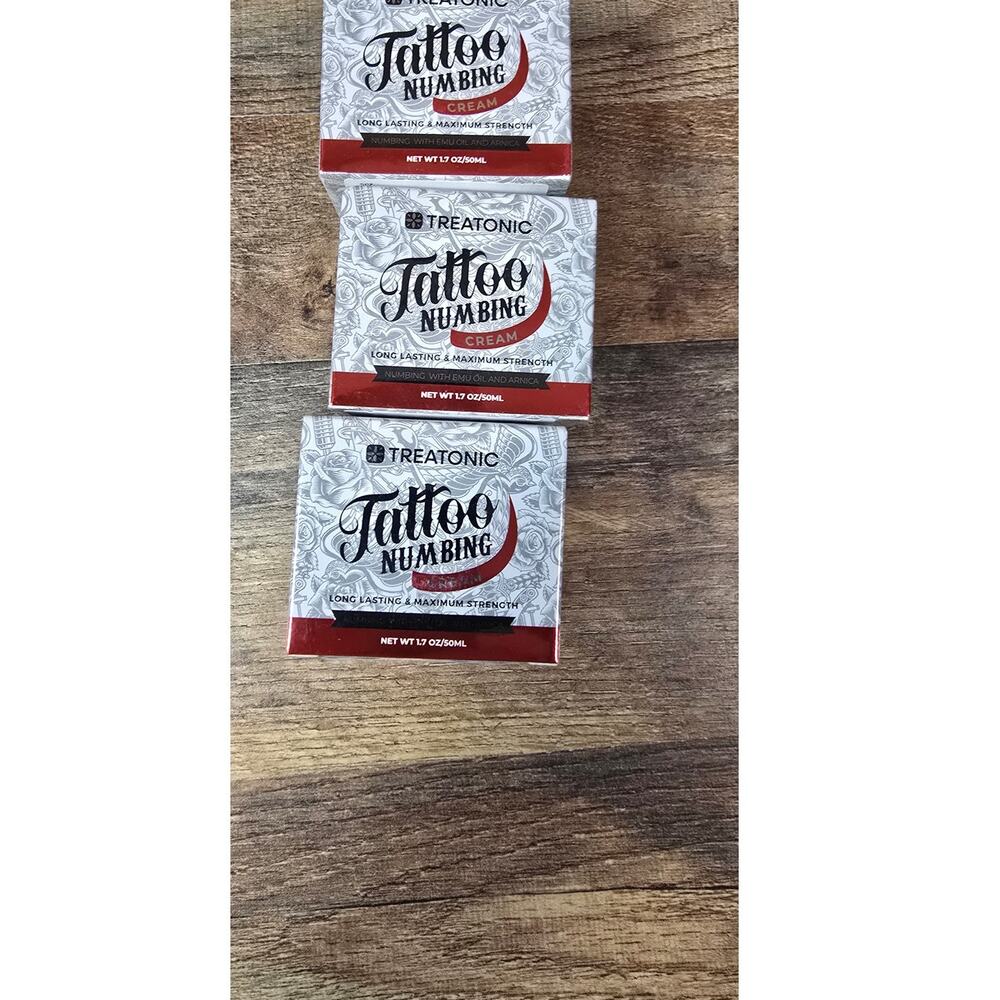 TREATONIC
Tattoo
NUMBING
CREAM
LONG LASTING & MAXIMUM STRENGTH
NUMBING WITH EMU OIL AND ARNICA
NET WT 1.7 OZ/50ML
TREATONIC
Tattoo
NUMBING
CREAM
LONG LASTING & MAXIMUM STRENGTH
NUMBING WITH EMU OIL AND ARNICA
NET WT 1.7 OZ/50ML
TREATONIC
Tattoo
NUMBING
CREAM
LONG LASTING & MAXIMUM STRENGTH
NET WT 1.7 OZ/50ML